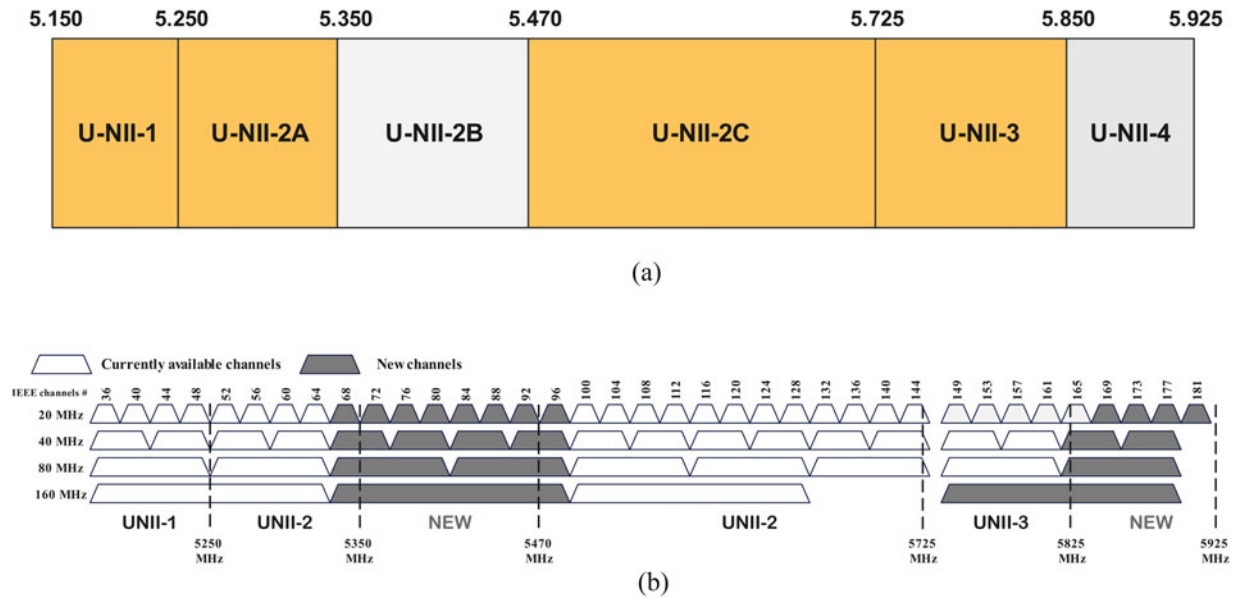 5.150 5.250 5.350 5.470 5.725 5.850 5.925
U-NII-1 U-NII-2A U-NII-2B U-NII-2C U-NII-3 U-NII-4
(a)
Currently available channels New channels
IEEE channels # 36 40 44 48 52 56 60 64 68 72 76 80 84 88 92 96 100 104 108 112 116 120 124 128 132 136 140 144 149 153 157 161 165 169 173 177 181
20 MHz
40 MHz
80 MHz
160 MHz
UNII-1 UNII-2 NEW UNII-2 UNII-3 NEW
5250 5350 5470 5725 5825 5925
MHz MHz MHz MHz MHz MHz
(b)